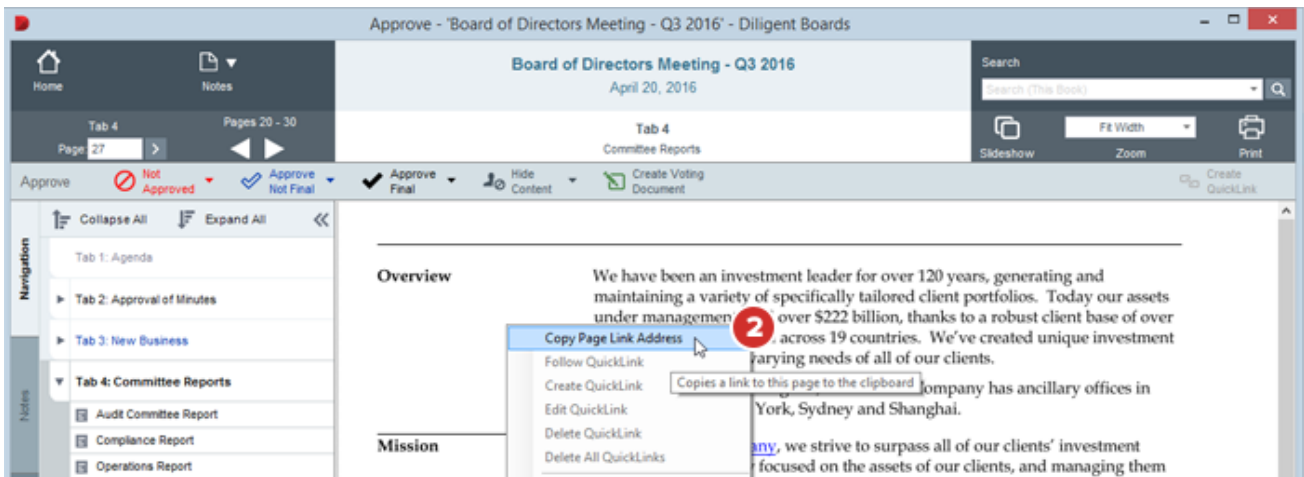 Approve - 'Board of Directors Meeting - Q3 2016' - Diligent Boards
Home
Notes
Board of Directors Meeting - Q3 2016
April 20, 2016
Search
Search (This Book)
Tab 4
Pages 20 - 30
Page 27
Tab 4
Committee Reports
Slideshow
Fit Width
Zoom
Print
Approve
Not
Approved
Approve
Not Final
Approve
Final
Hide
Content
Create Voting
Document
Create
QuickLink
Navigation
Notes
Collapse All
Expand All
Tab 1: Agenda
Tab 2: Approval of Minutes
Tab 3: New Business
Tab 4: Committee Reports
Audit Committee Report
Compliance Report
Operations Report
Overview
We have been an investment leader for over 120 years, generating and
maintaining a variety of specifically tailored client portfolios. Today our assets
under management over $222 billion, thanks to a robust client base of over
across 19 countries. We've created unique investment
varying needs of all of our clients.
ompany has ancillary offices in
York, Sydney and Shanghai.
Mission
any, we strive to surpass all of our clients' investment
focused on the assets of our clients, and managing them
Copy Page Link Address
2
Follow QuickLink
Create QuickLink
Copies a link to this page to the clipboard
Edit QuickLink
Delete QuickLink
Delete All QuickLinks